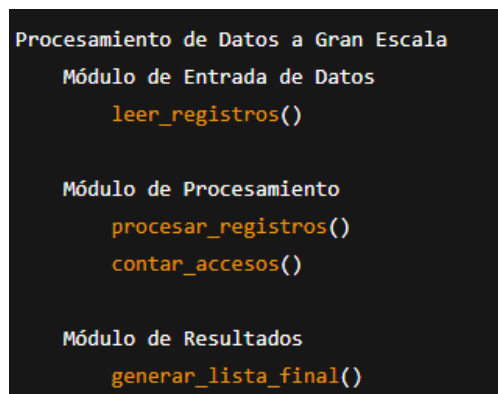 Procesamiento de Datos a Gran Escala
Módulo de Entrada de Datos
leer_registros()
Módulo de Procesamiento
procesar_registros()
contar_accesos()
Módulo de Resultados
generar_lista_final()